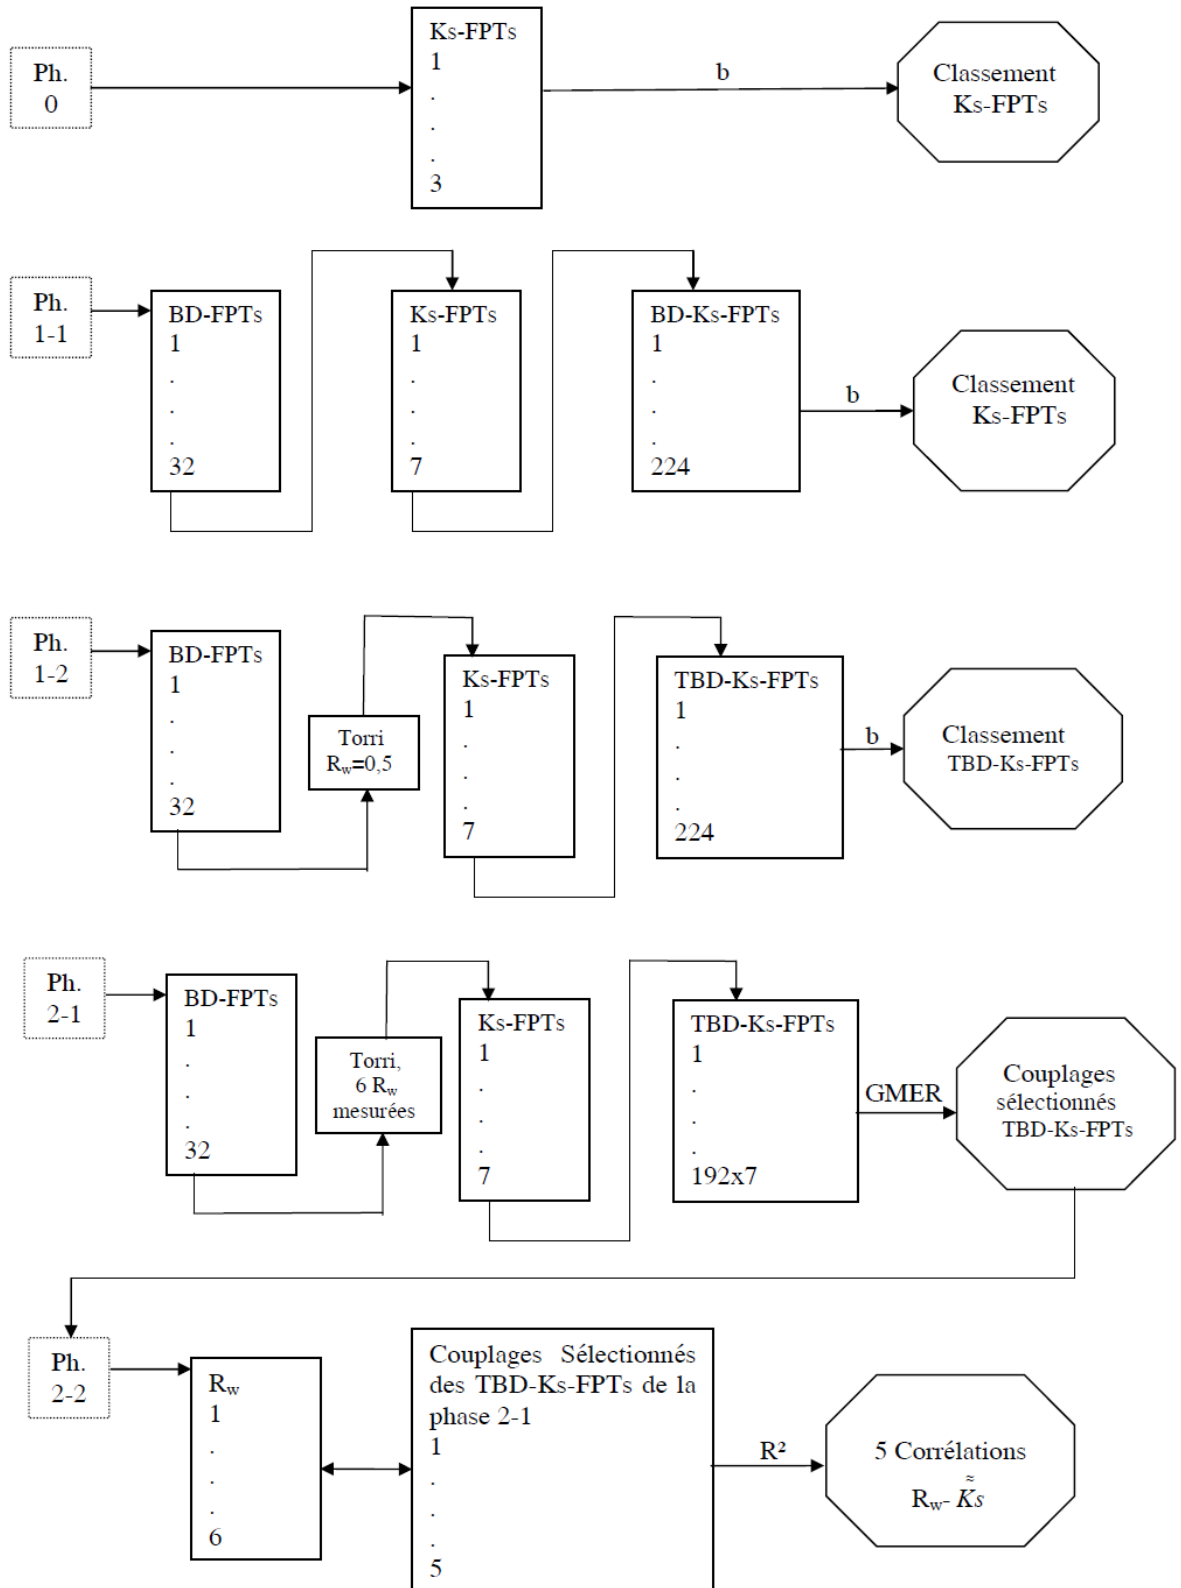 Ph.
0
Ks-FPTs
1
.
.
.
3
b
Classement
Ks-FPTs
Ph.
1-1
BD-FPTs
1
.
.
.
32
Ks-FPTs
1
.
.
.
7
BD-Ks-FPTs
1
.
.
.
224
b
Classement
Ks-FPTs
Ph.
1-2
BD-FPTs
1
.
.
.
32
Torri
Rw=0,5
Ks-FPTs
1
.
.
.
7
TBD-Ks-FPTs
1
.
.
.
224
b
Classement
TBD-Ks-FPTs
Ph.
2-1
BD-FPTs
1
.
.
.
32
Torri,
6 Rw
mesurées
Ks-FPTs
1
.
.
.
7
TBD-Ks-FPTs
1
.
.
.
192x7
GMER
Couplages
sélectionnés
TBD-Ks-FPTs
Ph.
2-2
Rw
1
.
.
.
6
Couplages Sélectionnés
des TBD-Ks-FPTs de la
phase 2-1
1
.
.
.
5
R²
5 Corrélations
Rw- K̃̃s